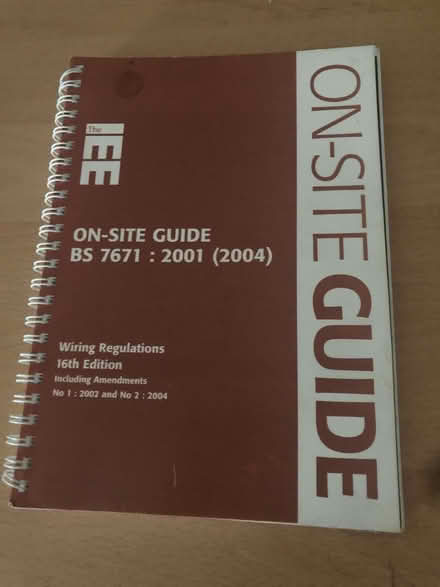 The
IEE
ON-SITE GUIDE
BS 7671 : 2001 (2004)
Wiring Regulations
16th Edition
Including Amendments
No 1 : 2002 and No 2 : 2004
ON-SITE GUIDE